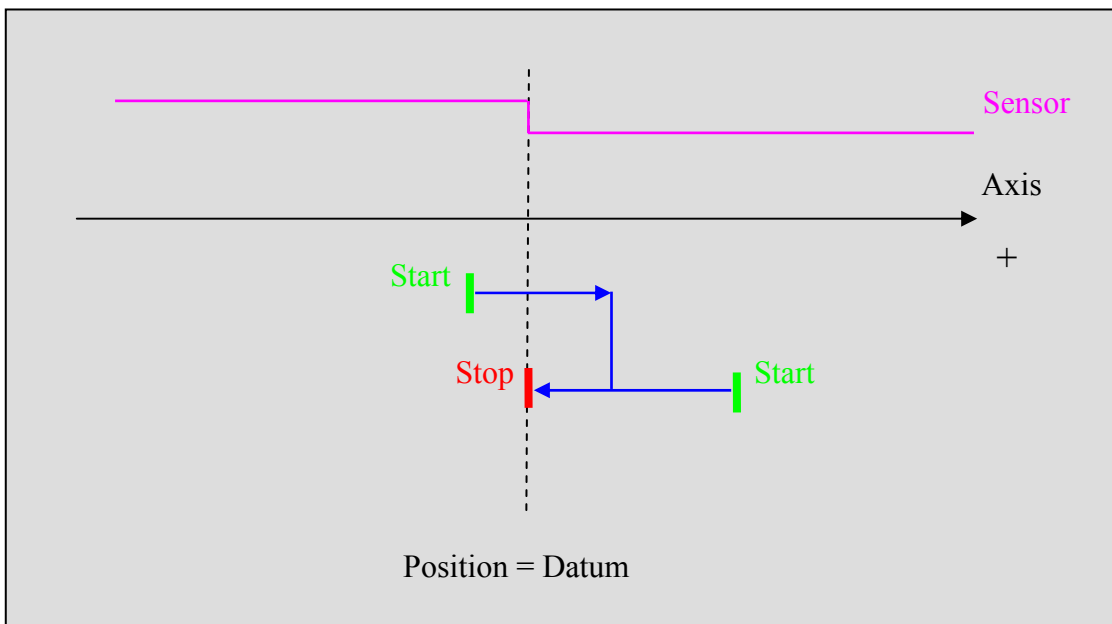 Sensor
Axis
+
Start
Stop
Start
Position = Datum